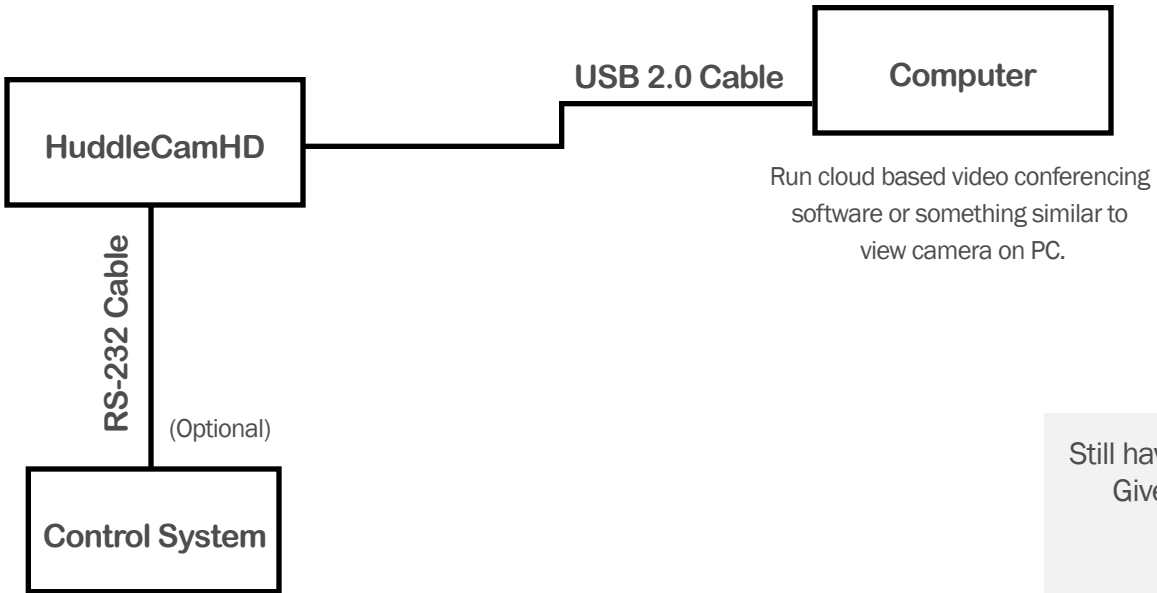 USB 2.0 Cable
Computer
HuddleCamHD
Run cloud based video conferencing
software or something similar to
view camera on PC.
RS-232 Cable
(Optional)
Control System
Still
Give